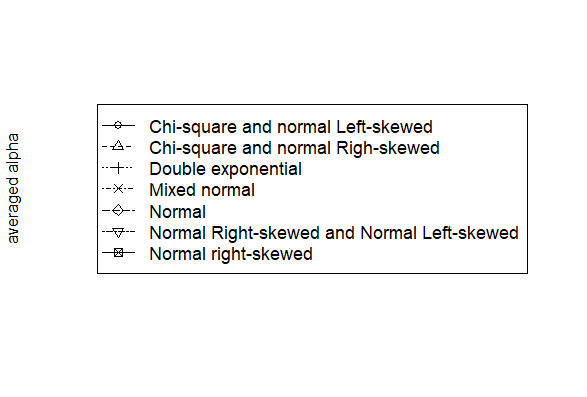 averaged alpha
Chi-square and normal Left-skewed
Chi-square and normal Righ-skewed
Double exponential
Mixed normal
Normal
Normal Right-skewed and Normal Left-skewed
Normal right-skewed